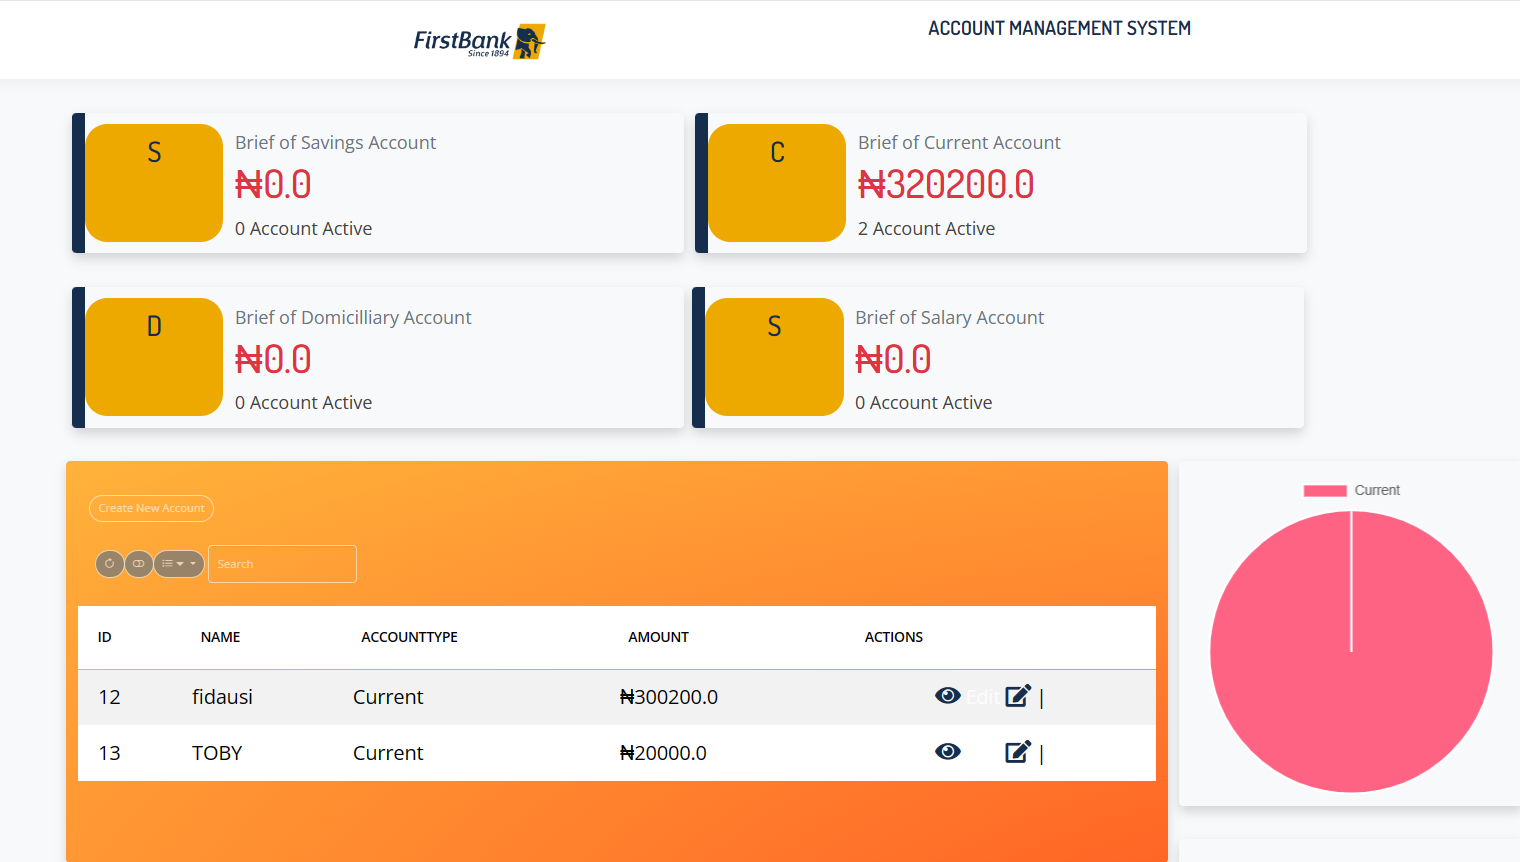 FirstBank
Since 1894
ACCOUNT MANAGEMENT SYSTEM
S
Brief of Savings Account
₦0.0
0 Account Active
C
Brief of Current Account
₦320200.0
2 Account Active
D
Brief of Domicilliary Account
₦0.0
0 Account Active
S
Brief of Salary Account
₦0.0
0 Account Active
Create New Account
Search
ID NAME ACCOUNTTYPE AMOUNT ACTIONS
12 fidausi Current ₦300200.0 Edit |
13 TOBY Current ₦20000.0 |
Current